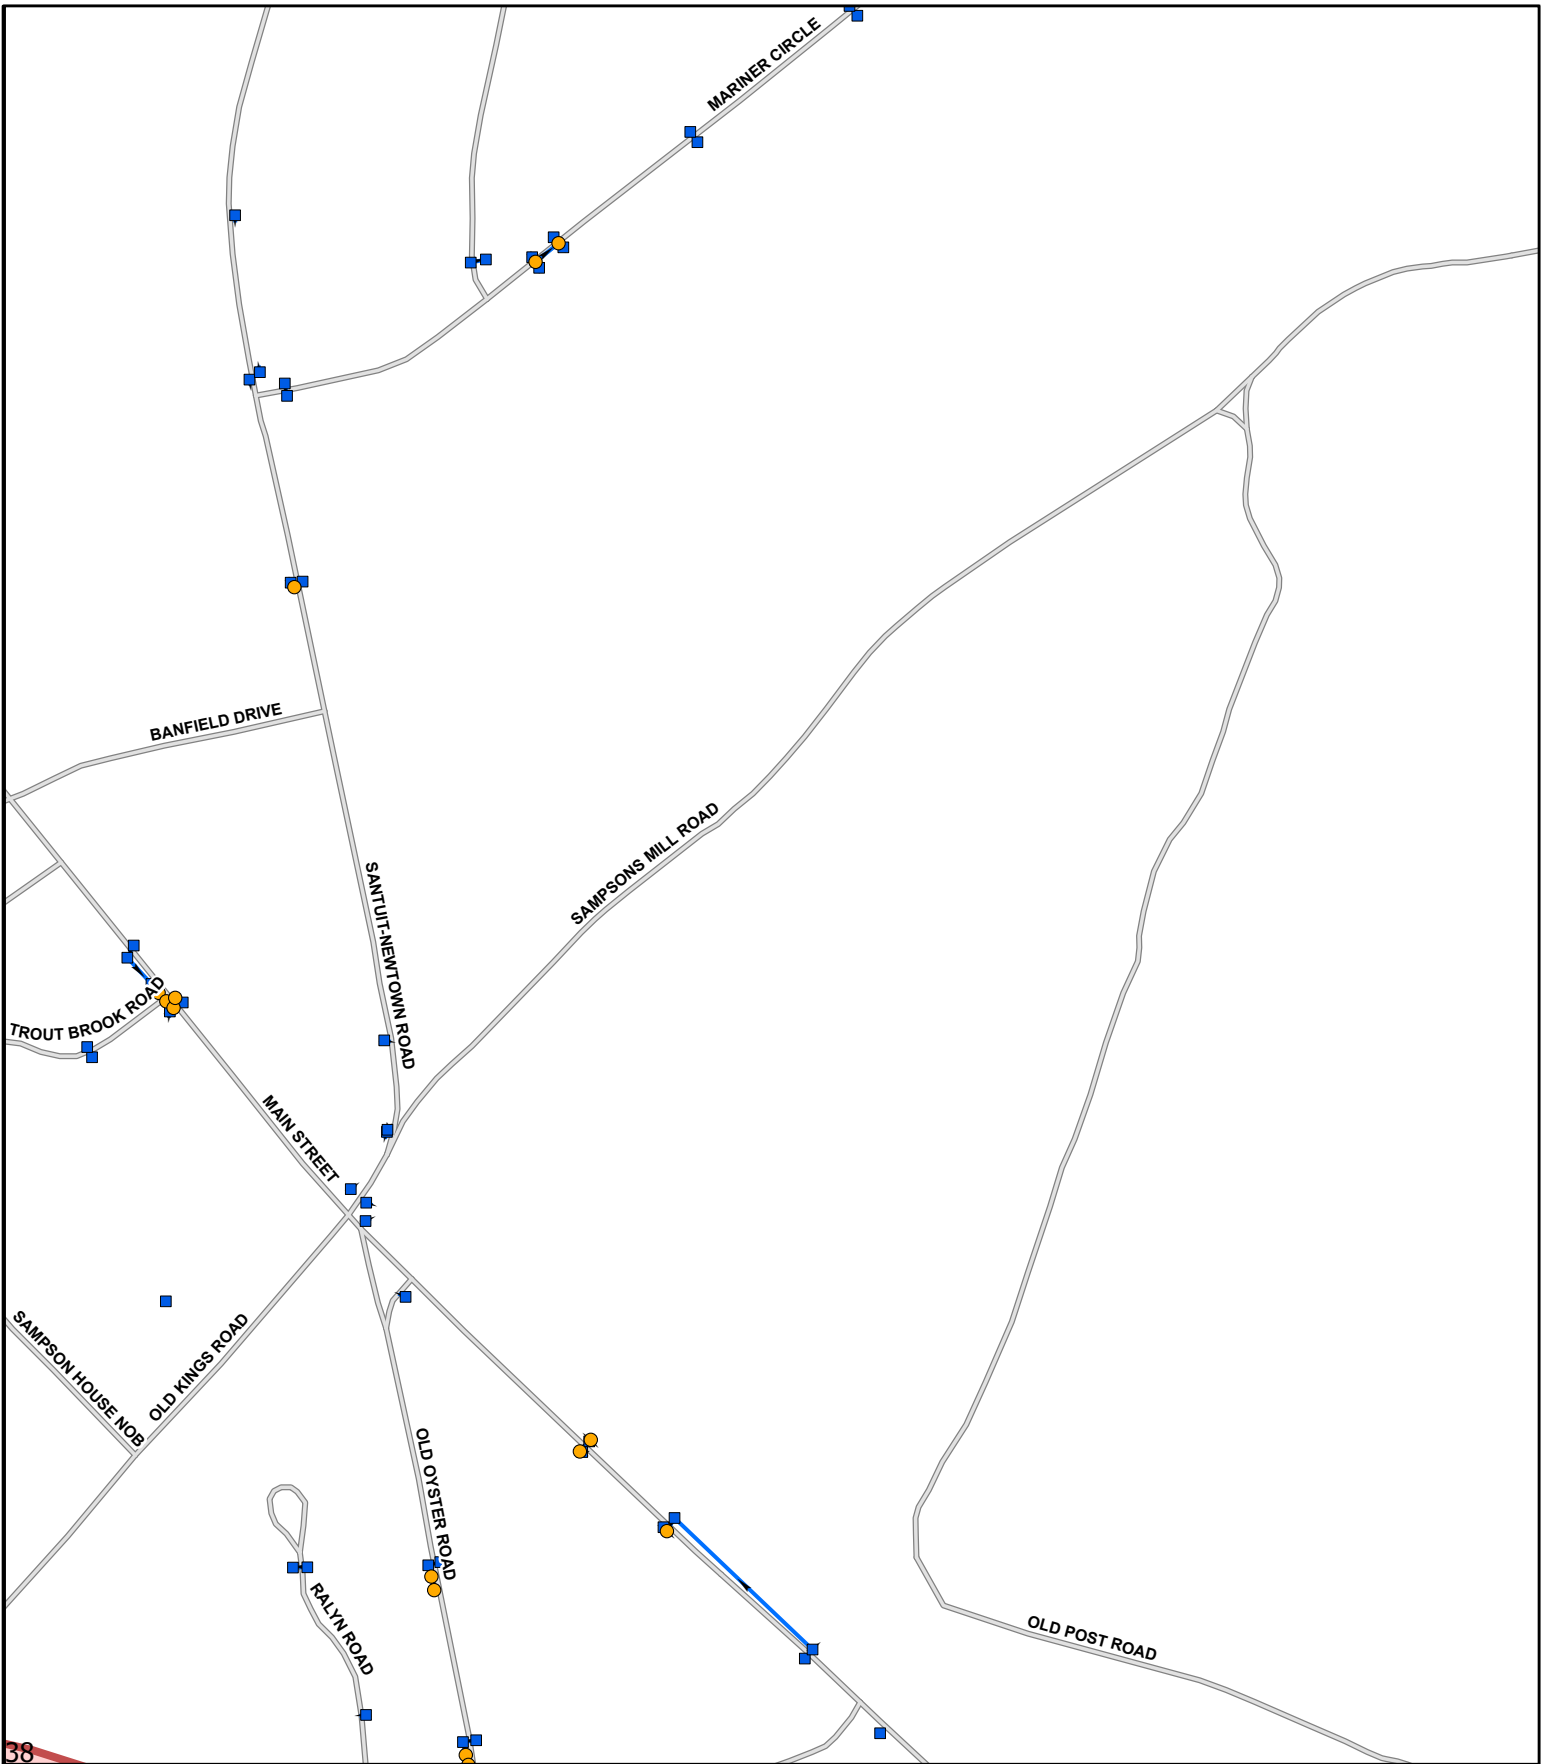 MARINER CIRCLE
BANFIELD DRIVE
SAMPSONS MILL ROAD
SANTUIT-NEWTOWN ROAD
TROUT BROOK ROAD
MAIN STREET
SAMPSON HOUSE NOB
OLD KINGS ROAD
OLD OYSTER ROAD
RALYN ROAD
OLD POST ROAD
38